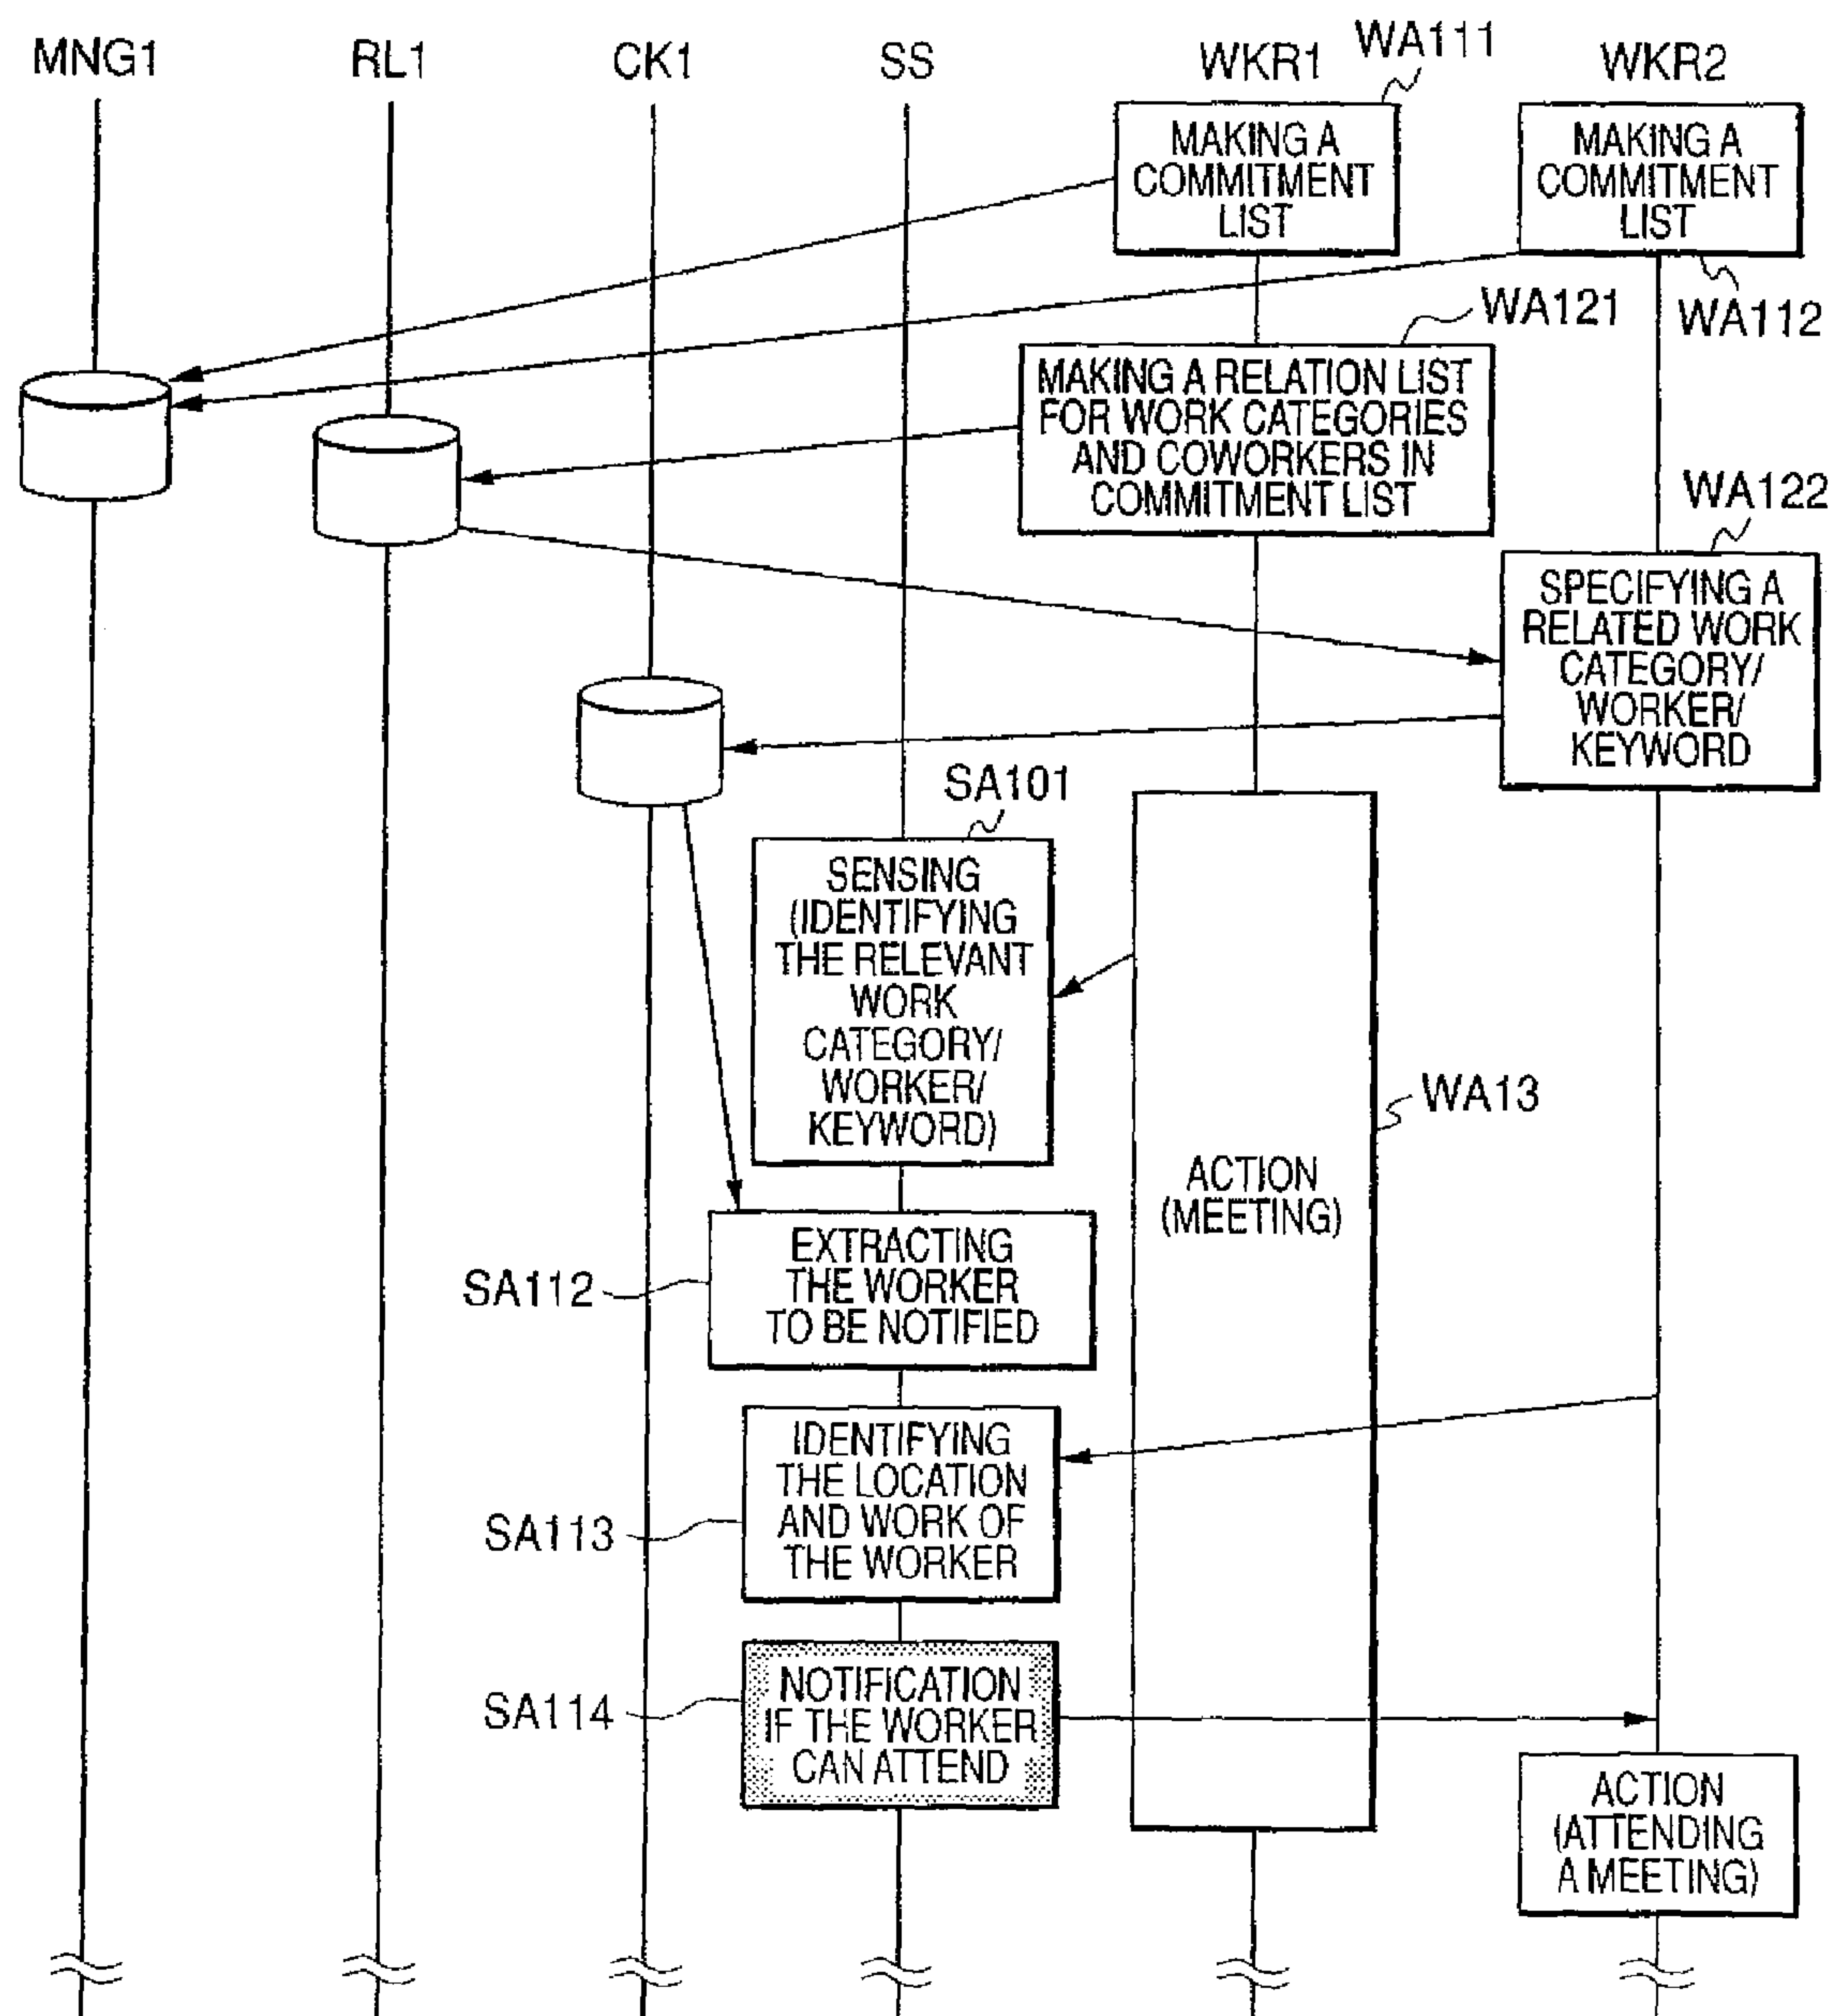 MNG1
RL1
CK1
SS
WKR1
WA111
WKR2
MAKING A
COMMITMENT
LIST
MAKING A
COMMITMENT
LIST
WA112
WA121
MAKING A RELATION LIST
FOR WORK CATEGORIES
AND COWORKERS IN
COMMITMENT LIST
WA122
SPECIFYING A
RELATED WORK
CATEGORY/
WORKER/
KEYWORD
SA101
SENSING
(IDENTIFYING
THE RELEVANT
WORK
CATEGORY/
WORKER/
KEYWORD)
WA13
ACTION
(MEETING)
SA112
EXTRACTING
THE WORKER
TO BE NOTIFIED
SA113
IDENTIFYING
THE LOCATION
AND WORK OF
THE WORKER
SA114
NOTIFICATION
IF THE WORKER
CAN ATTEND
ACTION
(ATTENDING
A MEETING)